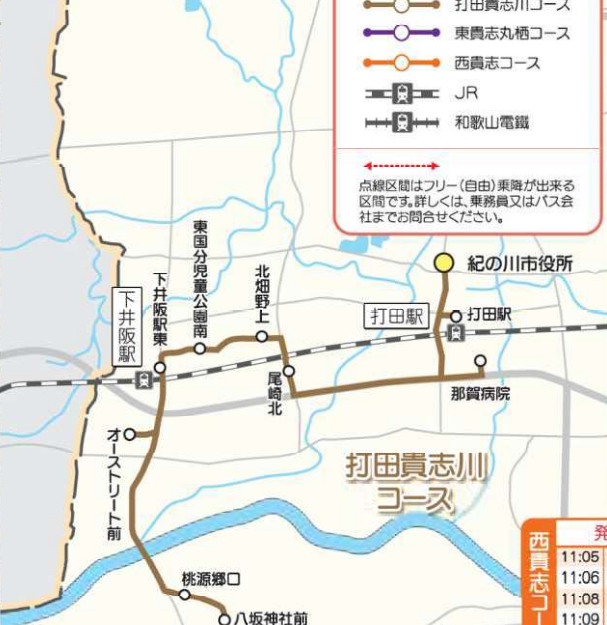 打田貴志川コース
東貴志丸栖コース
西貴志コース
JR
和歌山電鐵
点線区間はフリー(自由)乗降が出来る
区間です。詳しくは、乗務員又はバス会
社までお問合せください。
紀の川市役所
打田駅
打田駅
那賀病院
東国分児童公園南
北畑野上
下井阪駅東
下井阪駅
尾崎北
オーストリート前
打田貴志川
コース
桃源郷口
八坂神社前
西貴志コー
発
11:05
11:06
11:08
11:09